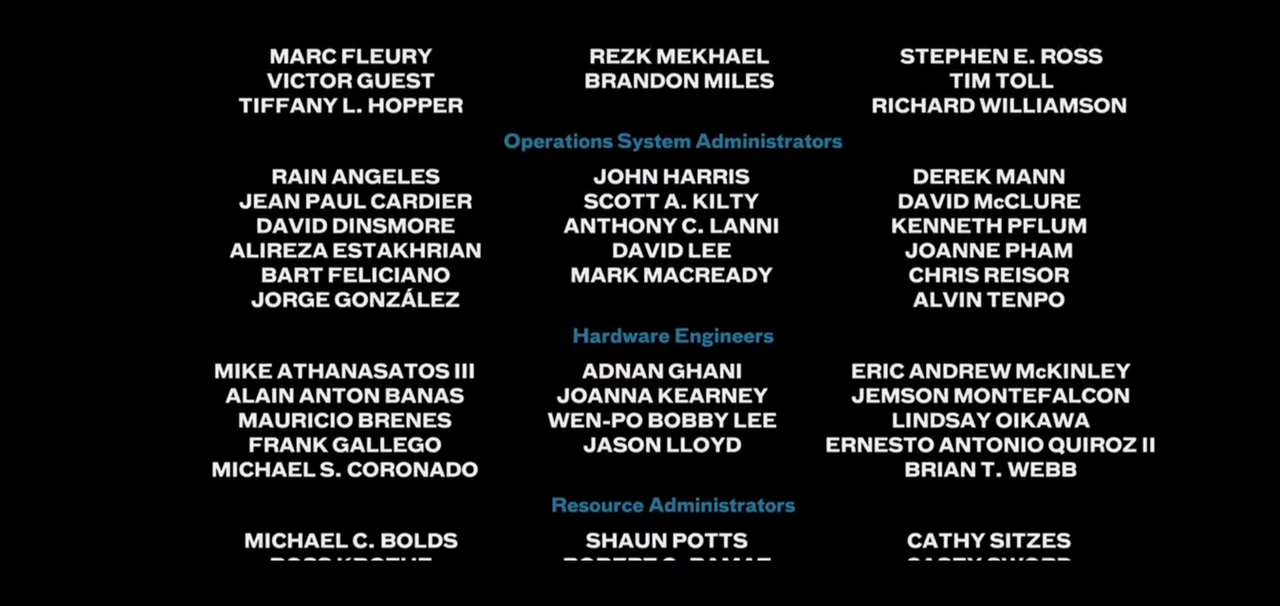 MARC FLEURY REZK MEKHAEL STEPHEN E. ROSS
VICTOR GUEST BRANDON MILES TIM TOLL
TIFFANY L. HOPPER RICHARD WILLIAMSON
Operations System Administrators
RAIN ANGELES JOHN HARRIS DEREK MANN
JEAN PAUL CARDIER SCOTT A. KILTY DAVID McCLURE
DAVID DINSMORE ANTHONY C. LANNI KENNETH PFLUM
ALIREZA ESTAKHRIAN DAVID LEE JOANNE PHAM
BART FELICIANO MARK MACREADY CHRIS REISOR
JORGE GONZÁLEZ ALVIN TENPO
Hardware Engineers
MIKE ATHANASATOS III ADNAN GHANI ERIC ANDREW McKINLEY
ALAIN ANTON BANAS JOANNA KEARNEY JEMSON MONTEFALCON
MAURICIO BRENES WEN-PO BOBBY LEE LINDSAY OIKAWA
FRANK GALLEGO JASON LLOYD ERNESTO ANTONIO QUIROZ II
MICHAEL S. CORONADO BRIAN T. WEBB
Resource Administrators
MICHAEL C. BOLDS SHAUN POTTS CATHY SITZES